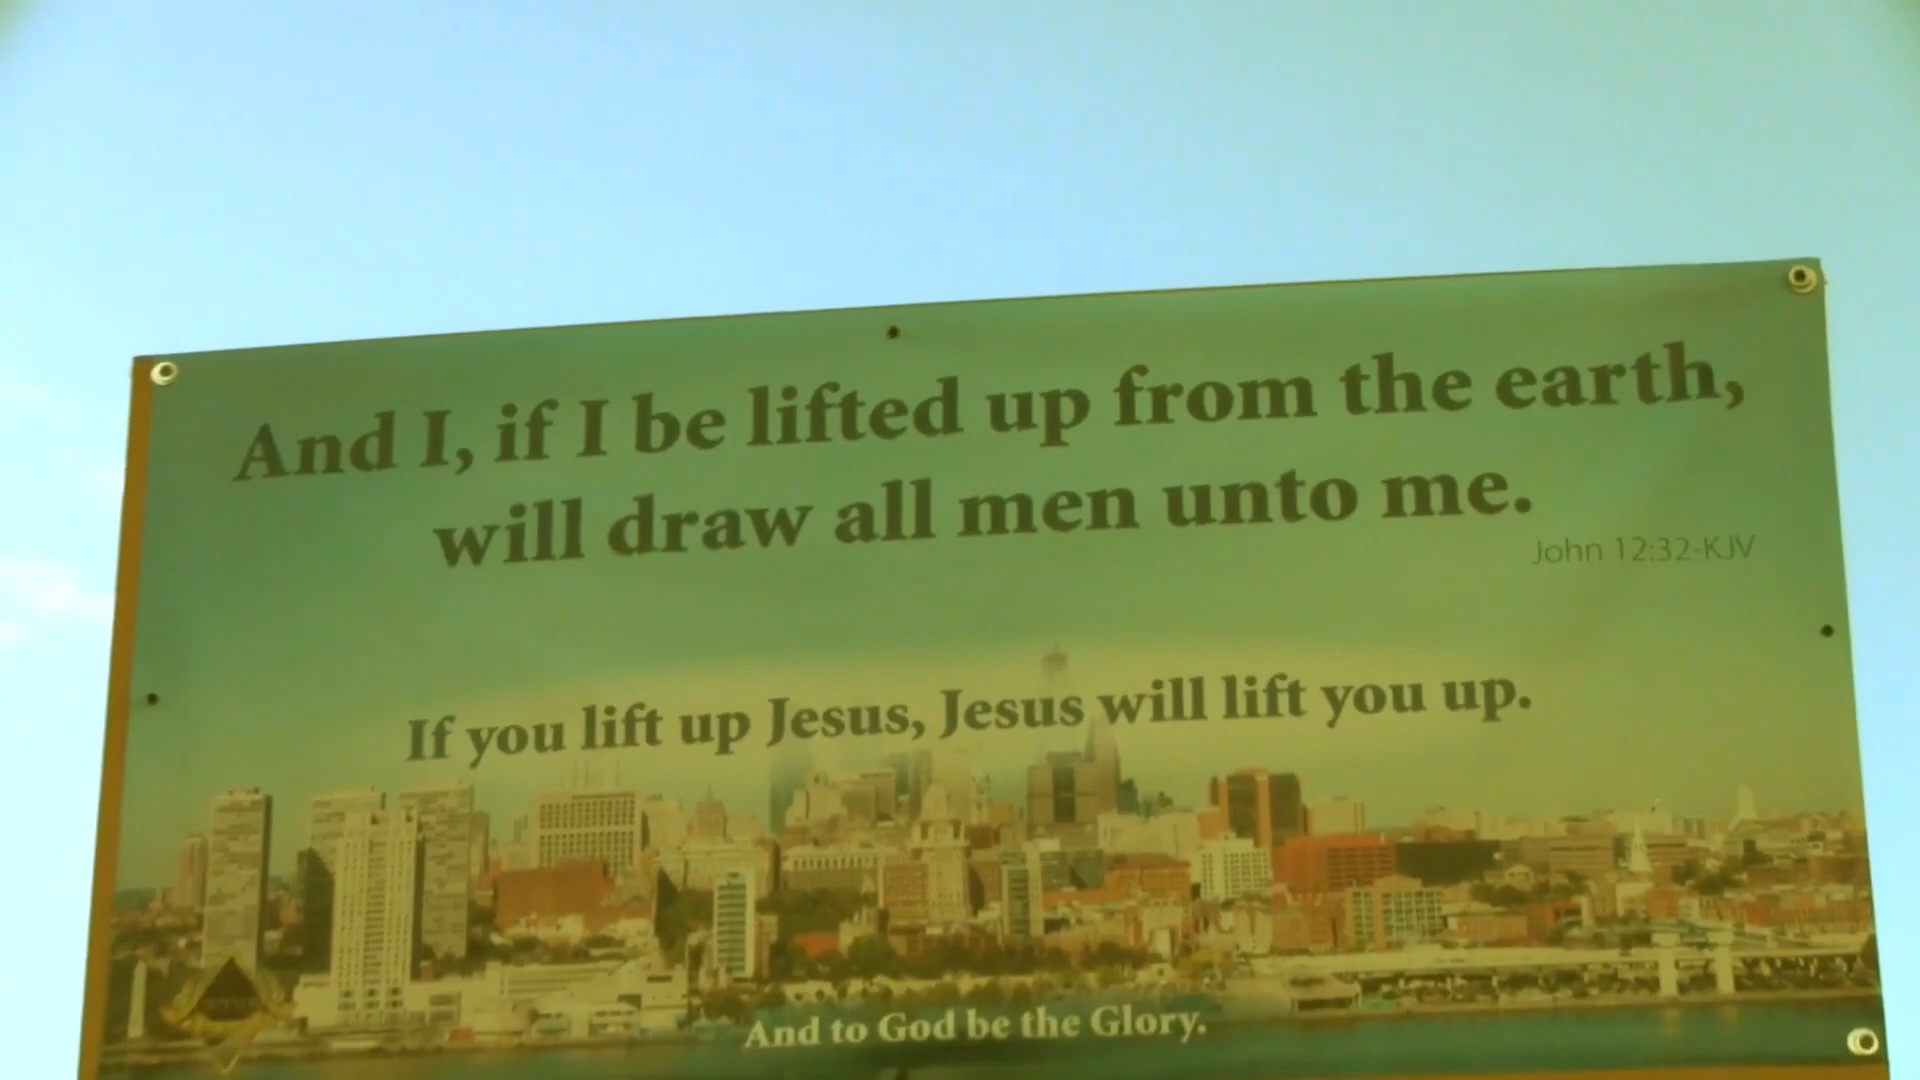 And I, if I be lifted up from the earth,
will draw all men unto me.
John 12:32-KJV
If you lift up Jesus, Jesus will lift you up.
And to God be the Glory.